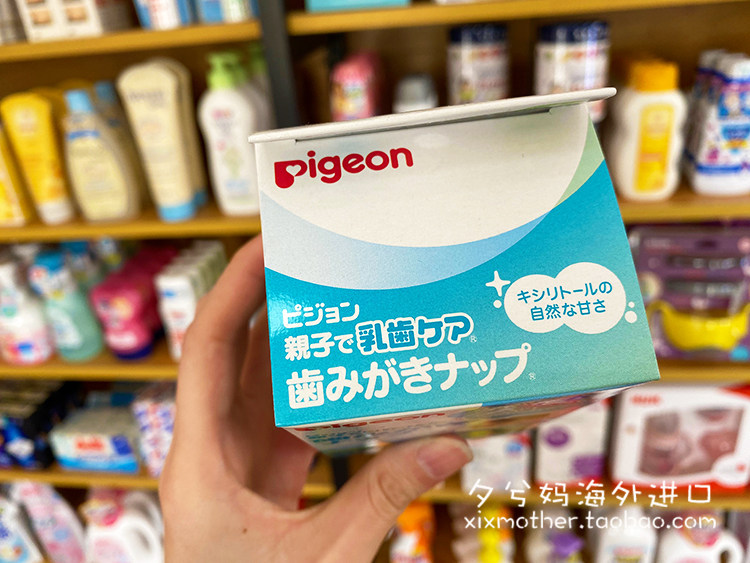 pigeon
ピジョン
親子で乳歯ケア®
歯みがきナップ®
キシリトールの
自然な甘さ
pigeon
夕兮妈海外进口
xixmother.taobao.com